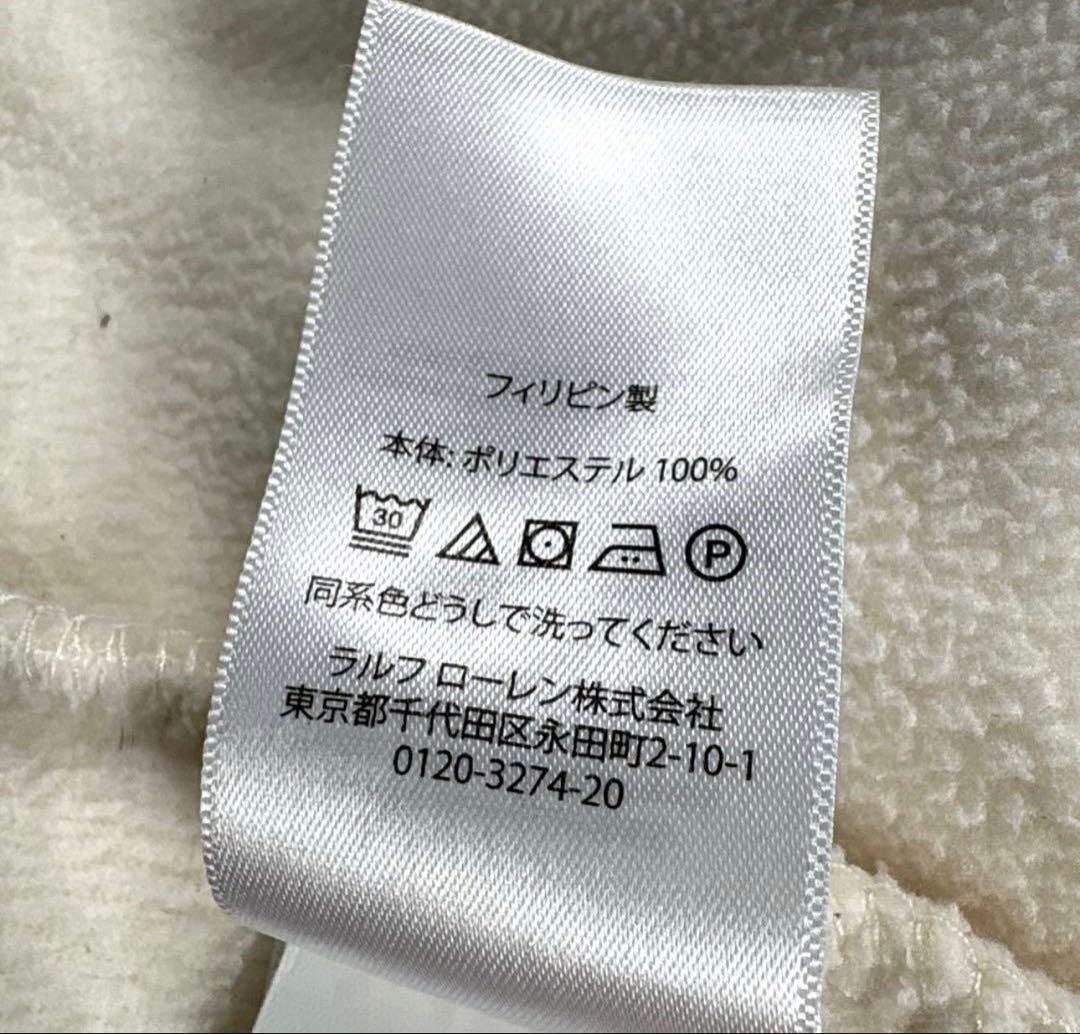 フィリピン製
本体: ポリエステル 100%
30 P
同系色どうしで洗ってください
ラルフ ローレン株式会社
東京都千代田区永田町2-10-1
0120-3274-20